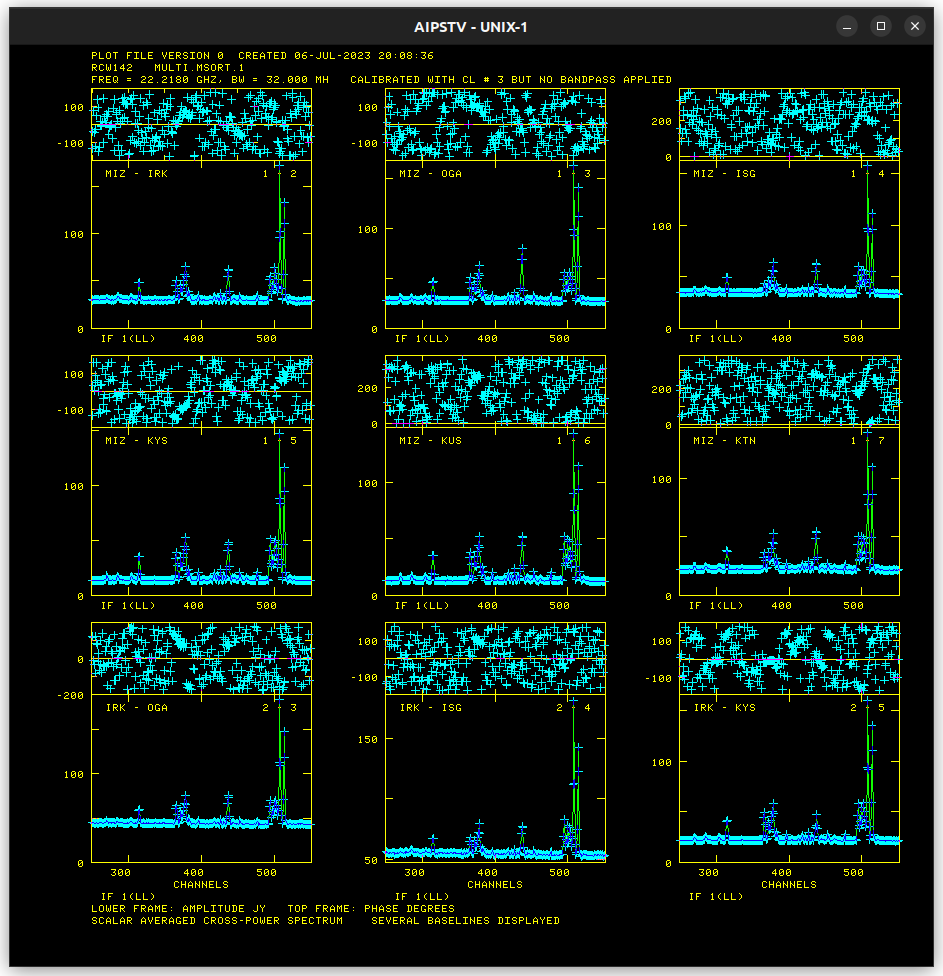 AIPSTV - UNIX-1
PLOT FILE VERSION 0  CREATED 06-JUL-2023 20:08:36
RCW142   MULTI.MSORT.1
FREQ = 22.2180 GHZ, BW = 32.000 MH   CALIBRATED WITH CL # 3 BUT NO BANDPASS APPLIED
100 100 200
-100 -100 0
MIZ - IRK 1 - 2 MIZ - OGA 1 - 3 MIZ - ISG 1 - 4
100 100 100
0 0 0
IF 1(LL) 400 500 IF 1(LL) 400 500 IF 1(LL) 400 500
100 200 200
-100 0 0
MIZ - KYS 1 - 5 MIZ - KUS 1 - 6 MIZ - KTN 1 - 7
100 100 100
0 0 0
IF 1(LL) 400 500 IF 1(LL) 400 500 IF 1(LL) 400 500
0 100 100
-200 -100 -100
IRK - OGA 2 - 3 IRK - ISG 2 - 4 IRK - KYS 2 - 5
100 150 100
0 50 0
300 400 500 300 400 500 300 400 500
CHANNELS CHANNELS CHANNELS
IF 1(LL) IF 1(LL) IF 1(LL)
LOWER FRAME: AMPLITUDE JY   TOP FRAME: PHASE DEGREES
SCALAR AVERAGED CROSS-POWER SPECTRUM    SEVERAL BASELINES DISPLAYED